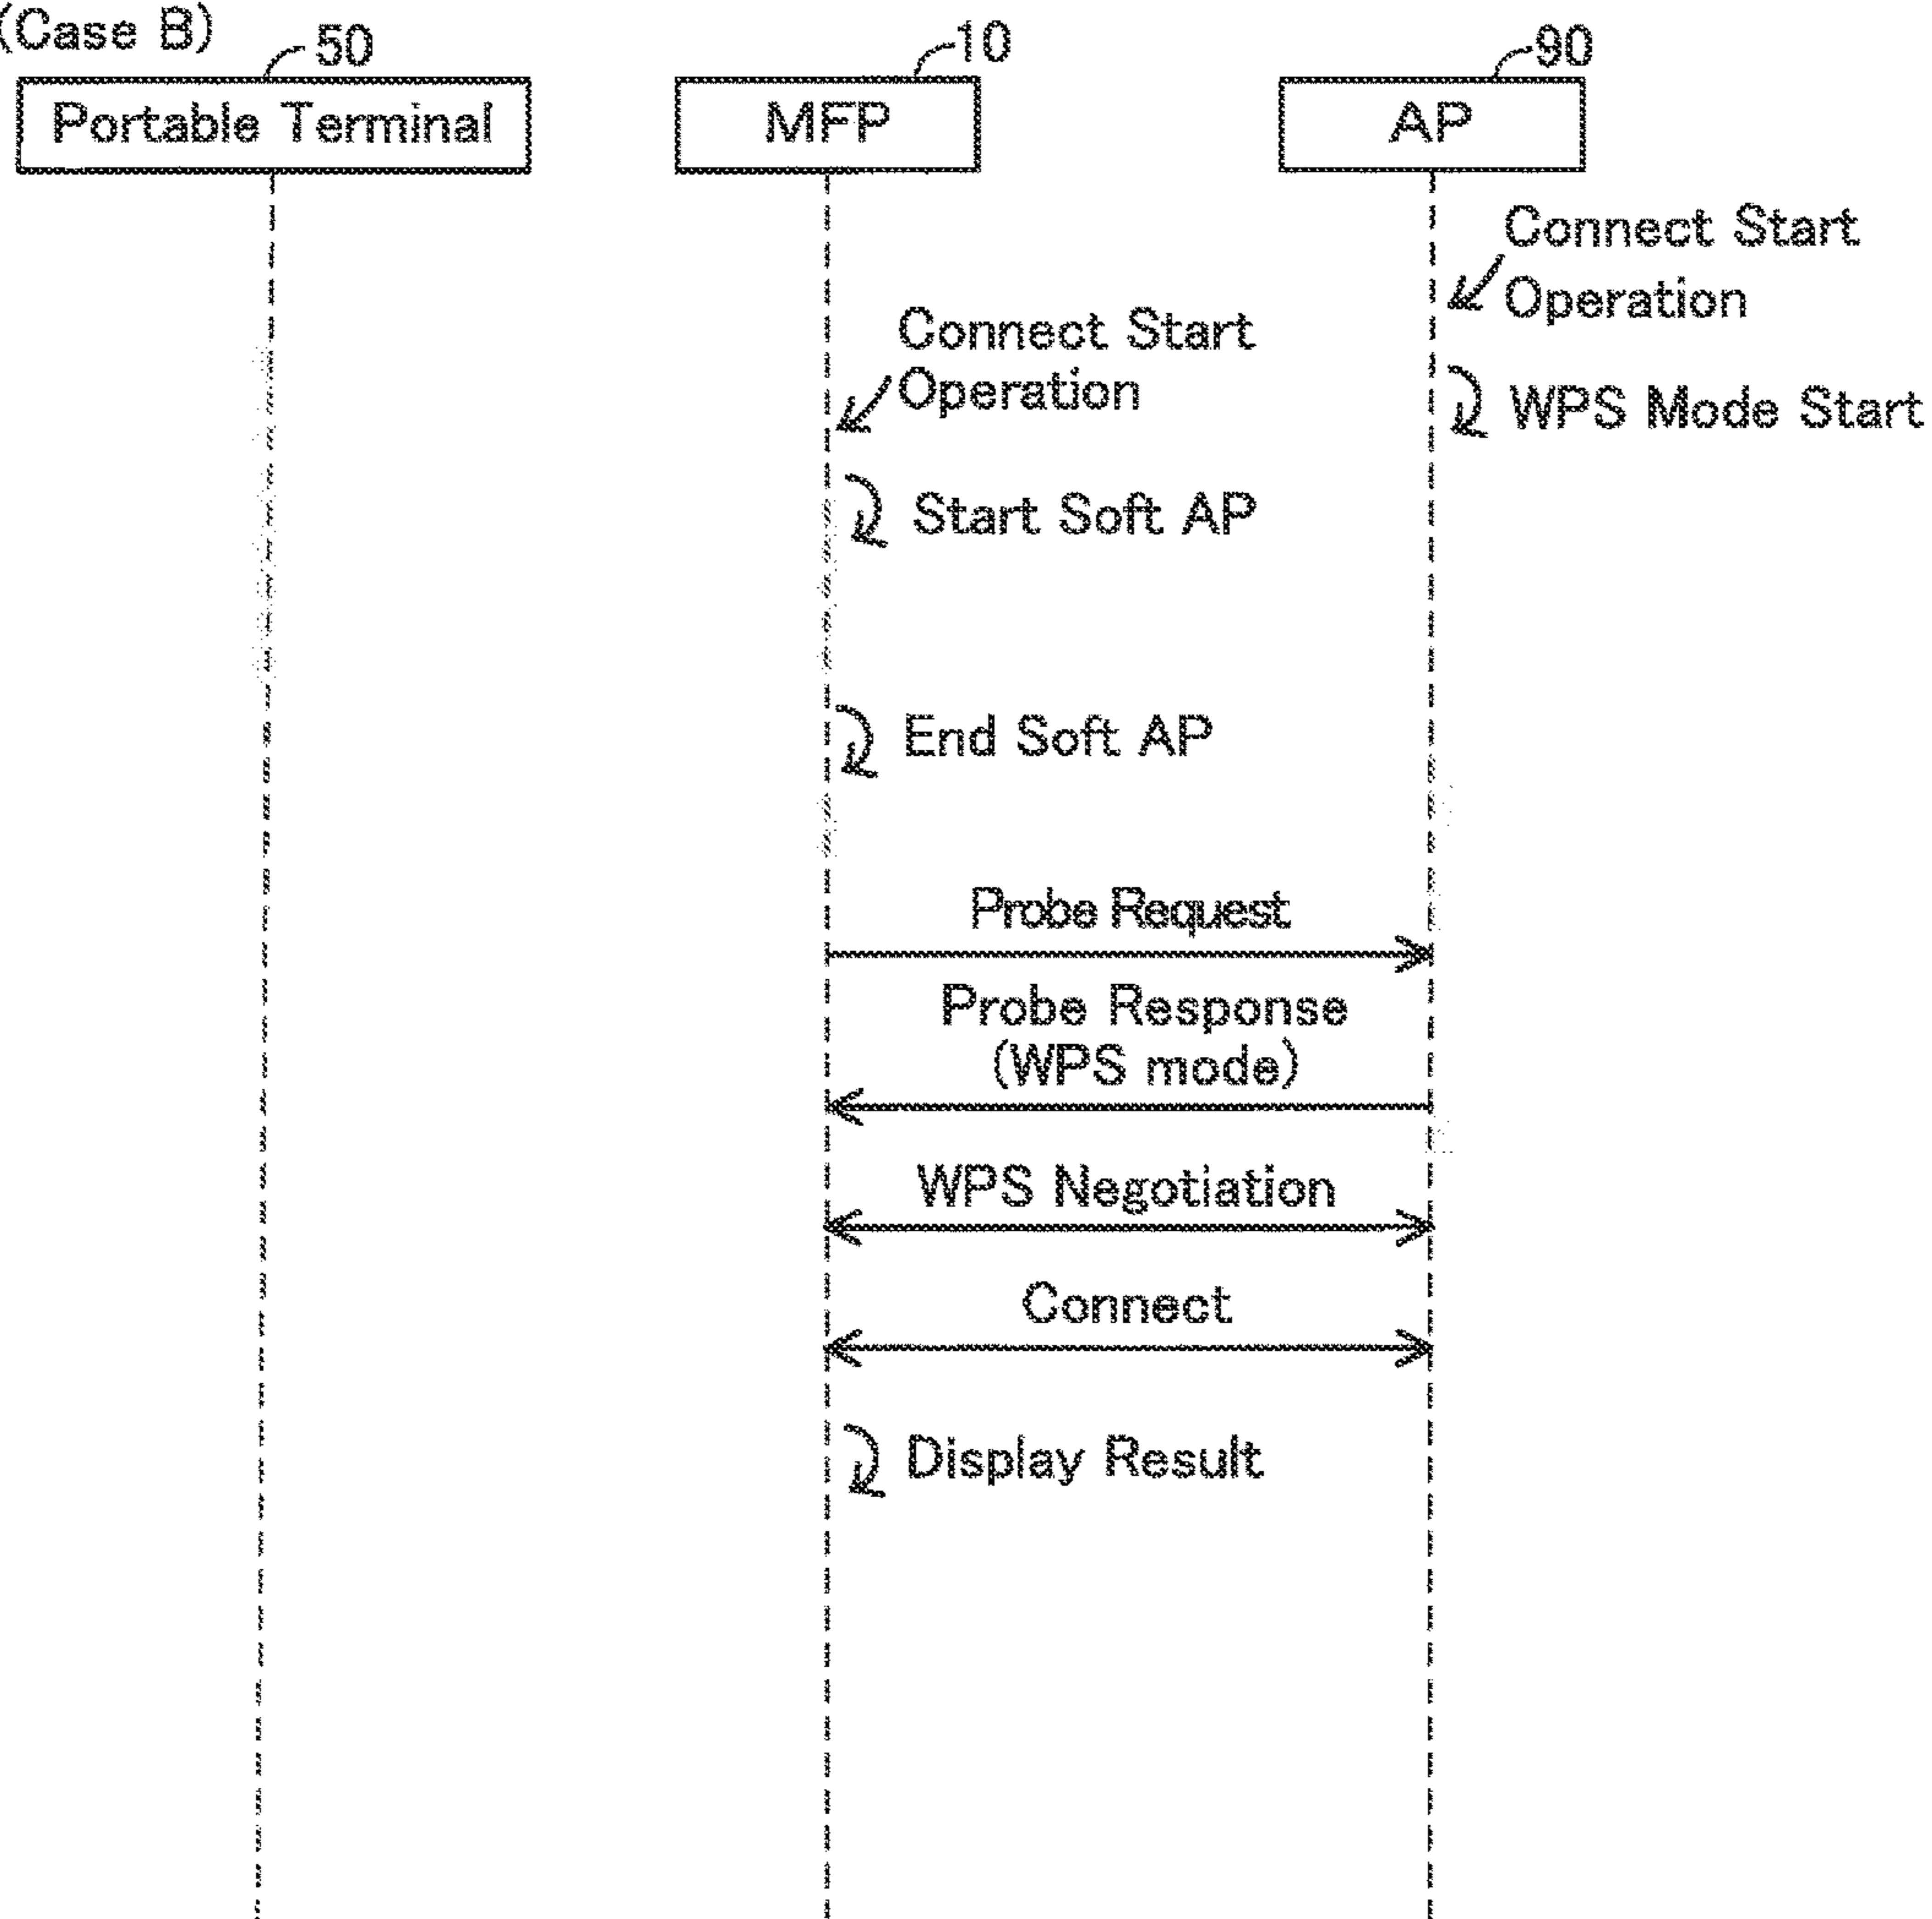 (Case B)
50
10
90
Portable Terminal
MFP
AP
Connect Start
Operation
Connect Start
Operation
WPS Mode Start
Start Soft AP
End Soft AP
Probe Request
Probe Response
(WPS mode)
WPS Negotiation
Connect
Display Result